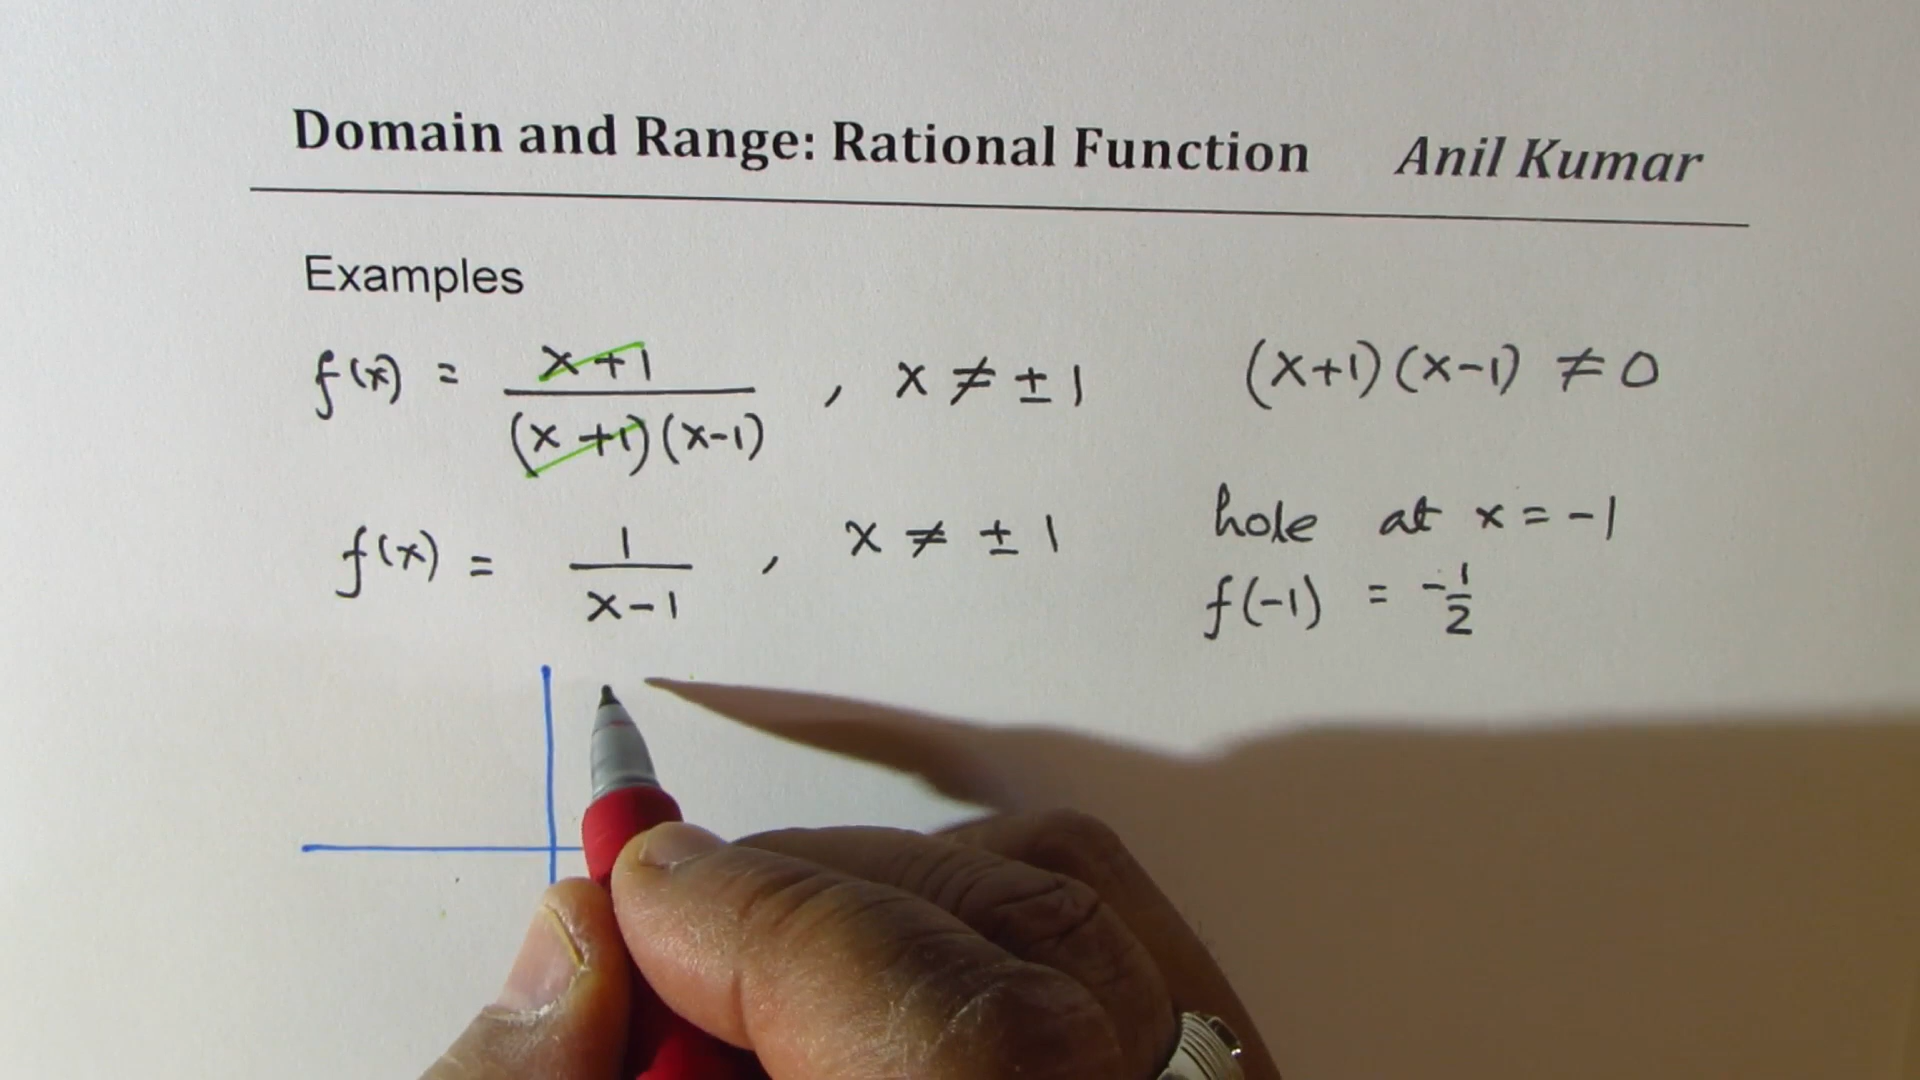 Domain and Range: Rational Function Anil Kumar
Examples
f(x) = x+1 / (x+1)(x-1) , x ≠ ± 1 (x+1)(x-1) ≠ 0
f(x) = 1 / x-1 , x ≠ ± 1
hole at x = -1
f(-1) = -1/2